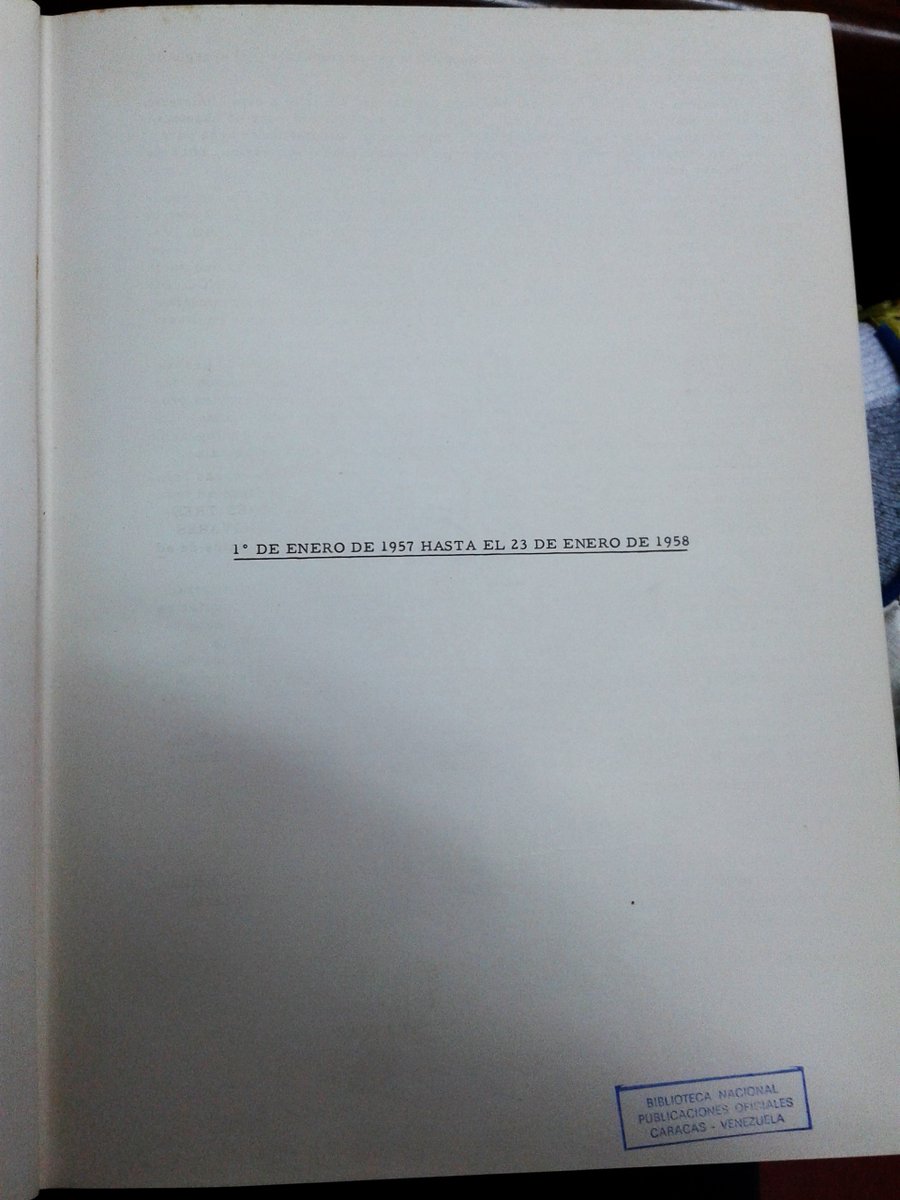 1° DE ENERO DE 1957 HASTA EL 23 DE ENERO DE 1958
BIBLIOTECA NACIONAL
PUBLICACIONES OFICIALES
CARACAS - VENEZUELA